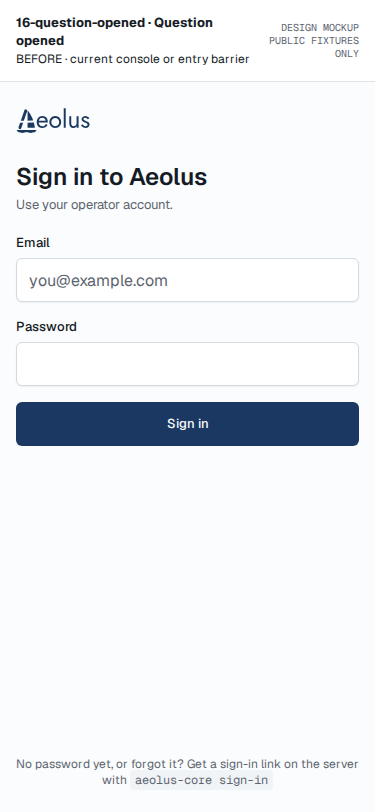 16-question-opened · Question
opened
BEFORE · current console or entry barrier
DESIGN MOCKUP
PUBLIC FIXTURES
ONLY
Aeolus
Sign in to Aeolus
Use your operator account.
Email
you@example.com
Password
Sign in
No password yet, or forgot it? Get a sign-in link on the server
with aeolus-core sign-in